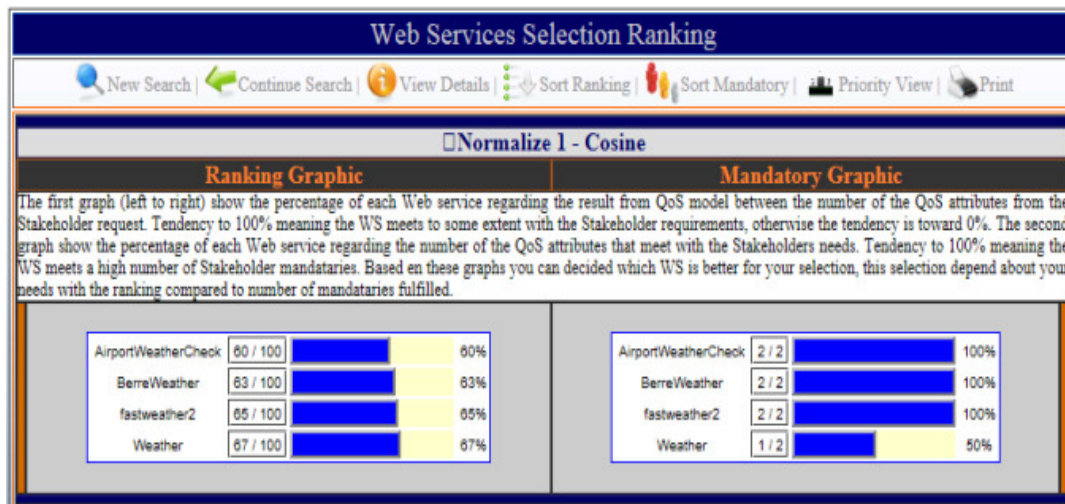 Web Services Selection Ranking
New Search | Continue Search | View Details | Sort Ranking | Sort Mandatory | Priority View | Print
Normalize 1 - Cosine
Ranking Graphic Mandatory Graphic
The first graph (left to right) show the percentage of each Web service regarding the result from QoS model between the number of the QoS attributes from the
Stakeholder request. Tendency to 100% meaning the WS meets to some extent with the Stakeholder requirements, otherwise the tendency is toward 0%. The second
graph show the percentage of each Web service regarding the number of the QoS attributes that meet with the Stakeholders needs. Tendency to 100% meaning the
WS meets a high number of Stakeholder mandataries. Based en these graphs you can decided which WS is better for your selection, this selection depend about your
needs with the ranking compared to number of mandataries fulfilled.
AirportWeatherCheck 60 / 100 60%
BerreWeather 63 / 100 63%
fastweather2 65 / 100 65%
Weather 67 / 100 67%
AirportWeatherCheck 2 / 2 100%
BerreWeather 2 / 2 100%
fastweather2 2 / 2 100%
Weather 1 / 2 50%